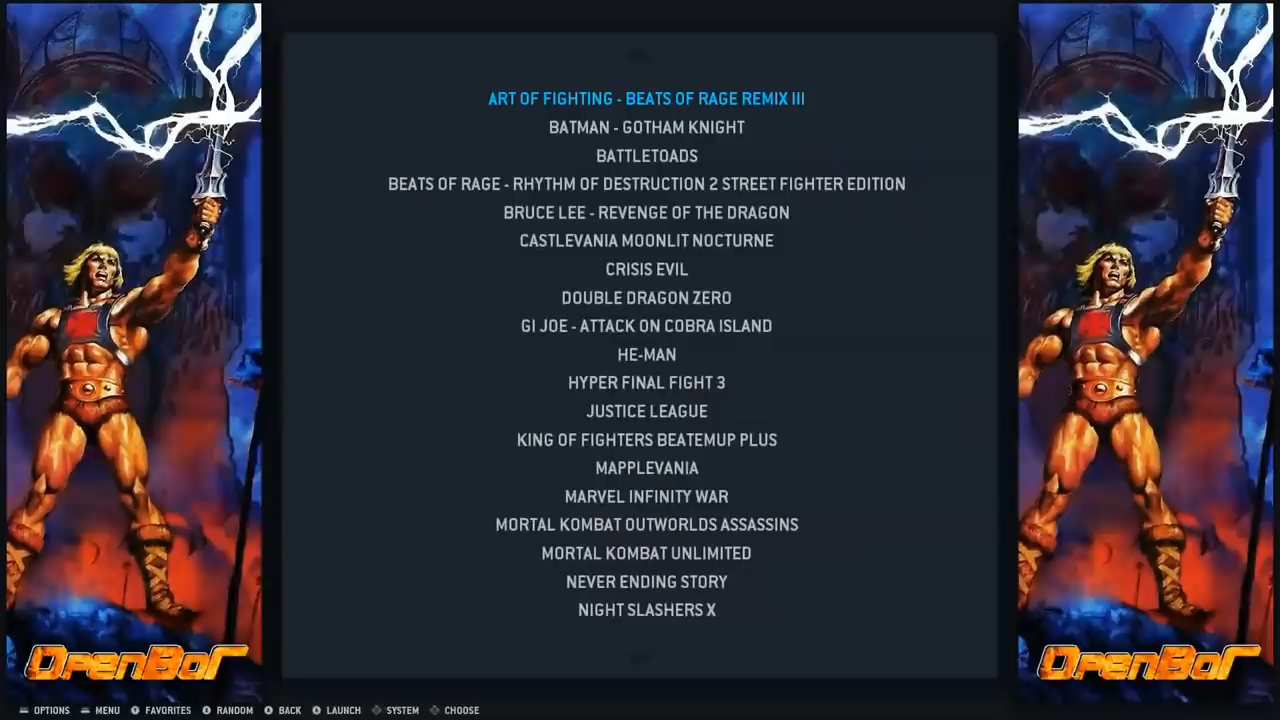 ART OF FIGHTING - BEATS OF RAGE REMIX III
BATMAN - GOTHAM KNIGHT
BATTLETOADS
BEATS OF RAGE - RHYTHM OF DESTRUCTION 2 STREET FIGHTER EDITION
BRUCE LEE - REVENGE OF THE DRAGON
CASTLEVANIA MOONLIT NOCTURNE
CRISIS EVIL
DOUBLE DRAGON ZERO
GI JOE - ATTACK ON COBRA ISLAND
HE-MAN
HYPER FINAL FIGHT 3
JUSTICE LEAGUE
KING OF FIGHTERS BEATEMUP PLUS
MAPPLEVANIA
MARVEL INFINITY WAR
MORTAL KOMBAT OUTWORLDS ASSASSINS
MORTAL KOMBAT UNLIMITED
NEVER ENDING STORY
NIGHT SLASHERS X
OpenBoR OpenBoR
OPTIONS MENU FAVORITES RANDOM BACK LAUNCH SYSTEM CHOOSE